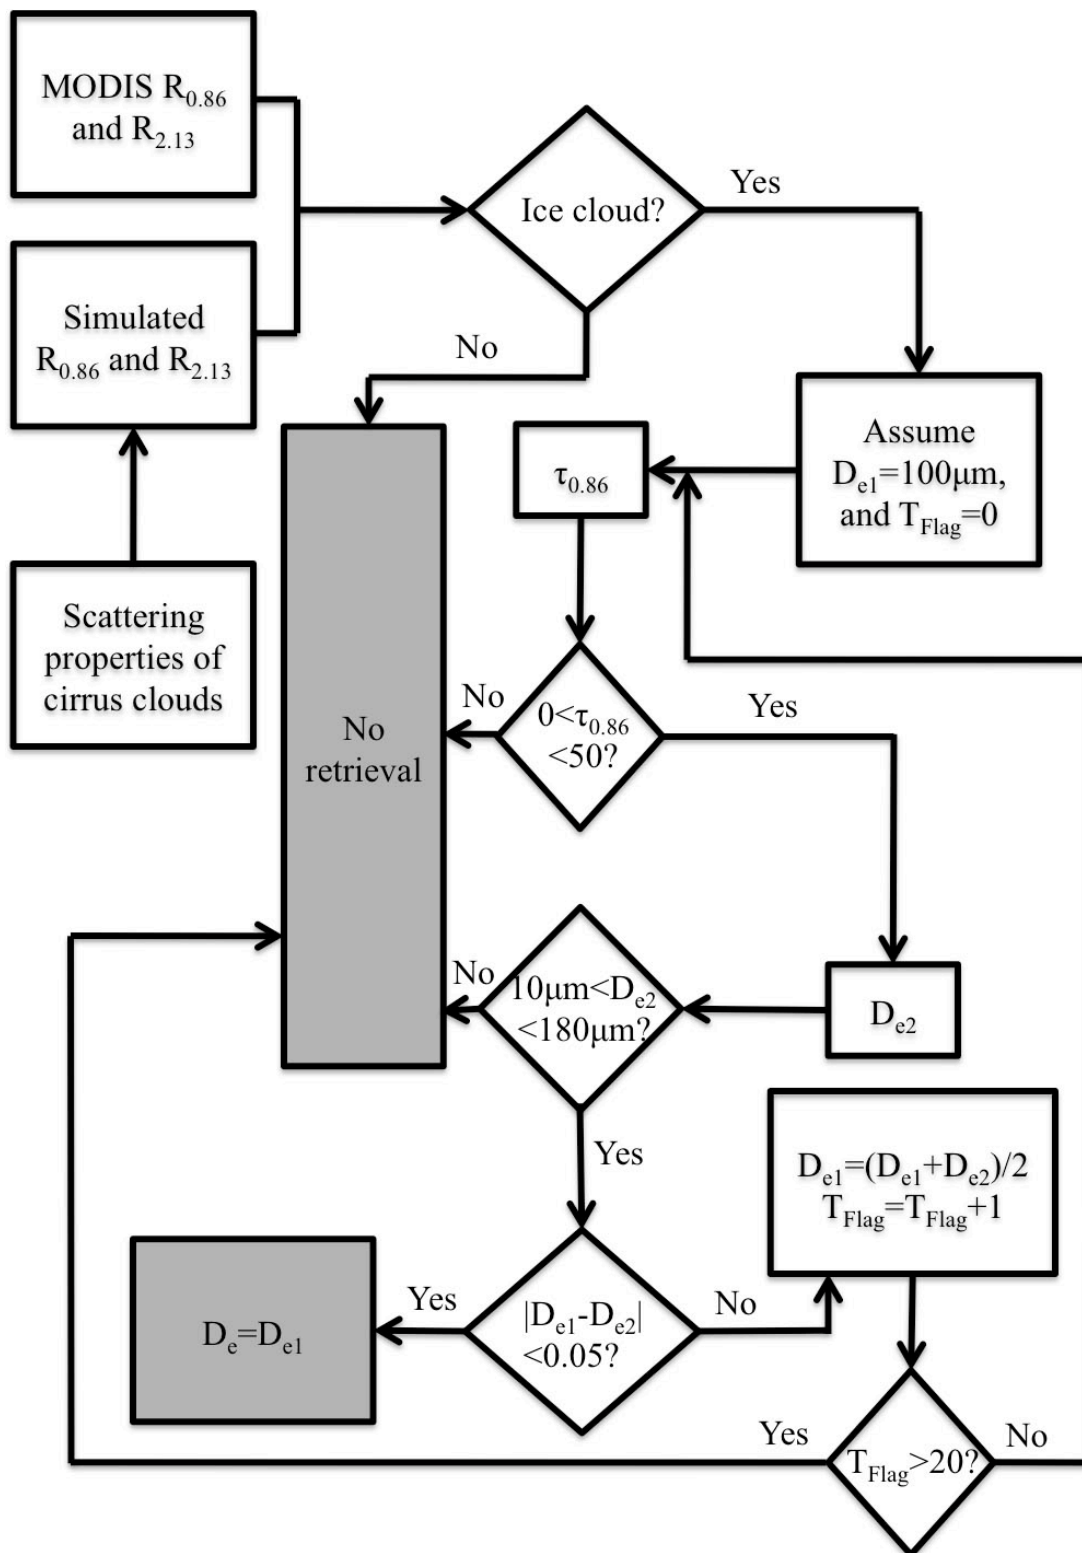 MODIS R0.86
and R2.13
Ice cloud?
Yes
No
Simulated
R0.86 and R2.13
Assume
De1=100μm,
and TFlag=0
τ0.86
Scattering
properties of
cirrus clouds
No
retrieval
No
0<τ0.86
<50?
Yes
No
10μm<De2
<180μm?
De2
Yes
De1=(De1+De2)/2
TFlag=TFlag+1
De=De1
Yes
|De1-De2|
<0.05?
No
Yes
TFlag>20?
No